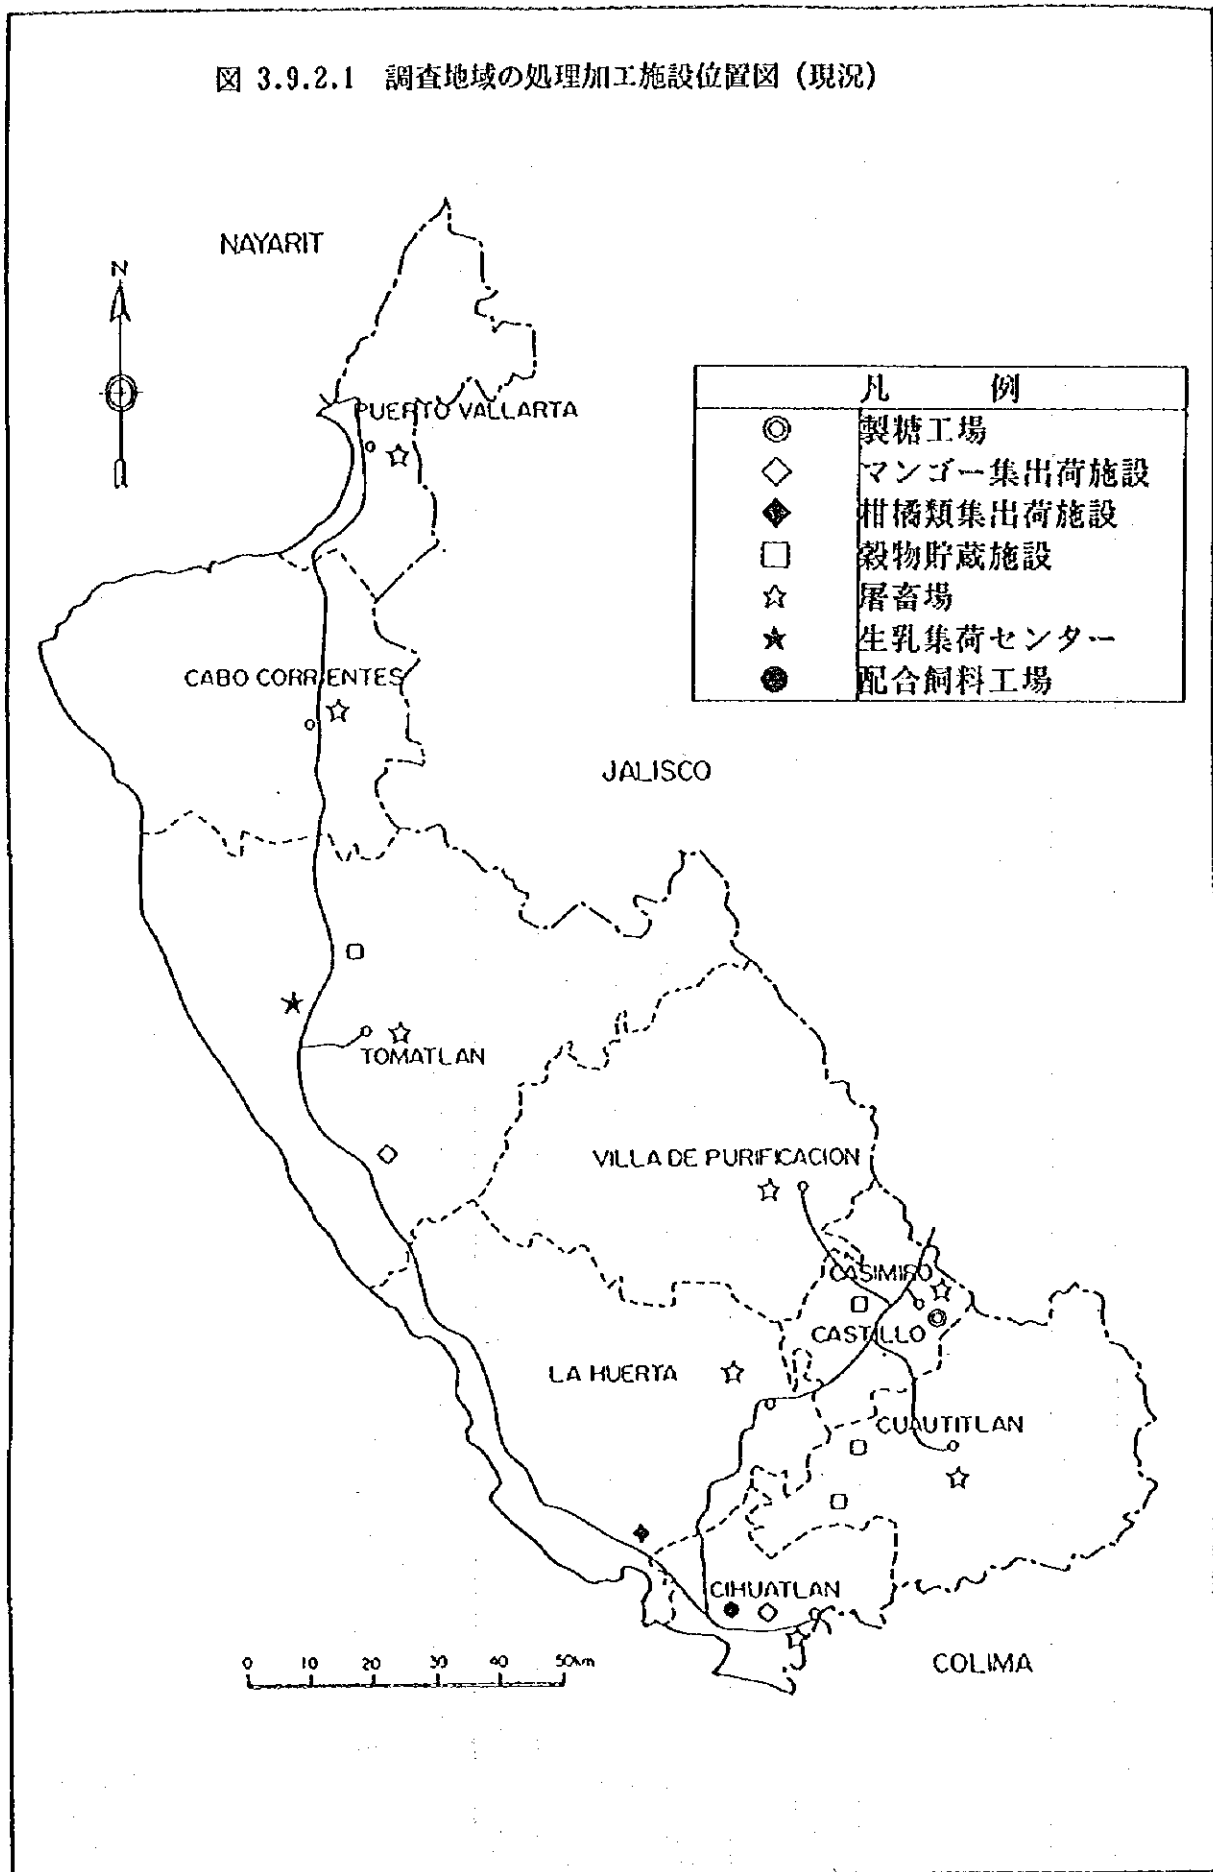 図 3.9.2.1 調査地域の処理加工施設位置図 (現況)
NAYARIT
N
PUERTO VALLARTA
凡 例
製糖工場
マンゴー集出荷施設
柑橘類集出荷施設
穀物貯蔵施設
屠畜場
生乳集荷センター
配合飼料工場
CABO CORRIENTES
JALISCO
TOMATLAN
VILLA DE PURIFICACION
CASIMIRO
CASTILLO
LA HUERTA
CUAUTITLAN
CIHUATLAN
COLIMA
0 10 20 30 40 50km